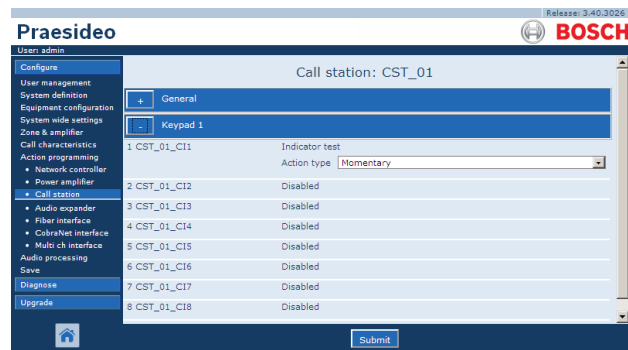 Release: 3.40.3026
Praesideo
BOSCH
User: admin
Configure
User management
System definition
Equipment configuration
System wide settings
Zone & amplifier
Call characteristics
Action programming
• Network controller
• Power amplifier
• Call station
• Audio expander
• Fiber interface
• CobraNet interface
• Multi ch interface
Audio processing
Save
Diagnose
Upgrade
Call station: CST_01
+ General
- Keypad 1
1 CST_01_CI1 Indicator test
Action type Momentary
2 CST_01_CI2 Disabled
3 CST_01_CI3 Disabled
4 CST_01_CI4 Disabled
5 CST_01_CI5 Disabled
6 CST_01_CI6 Disabled
7 CST_01_CI7 Disabled
8 CST_01_CI8 Disabled
Submit